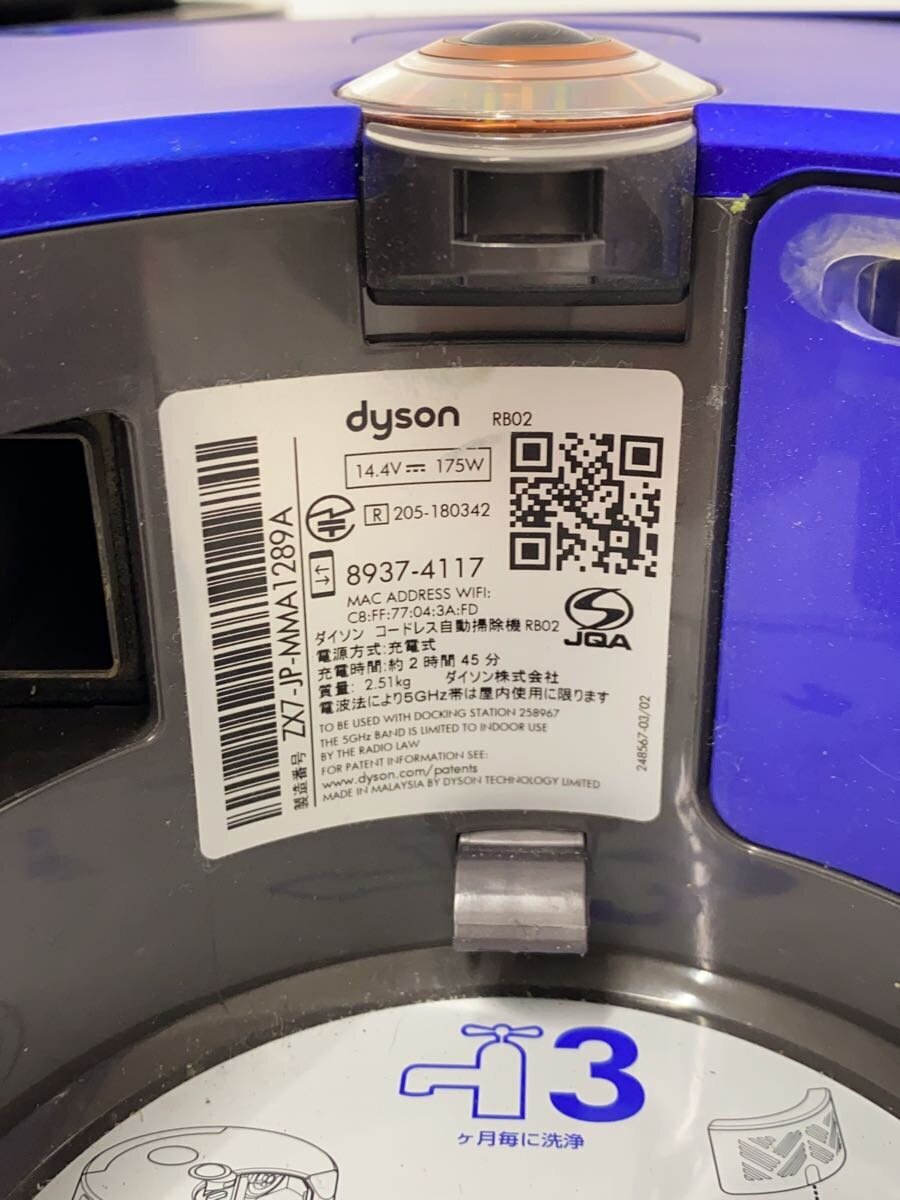 dyson RB02
14.4V 175W
R 205-180342
8937-4117
MAC ADDRESS WIFI:
C8:FF:77:04:3A:FD
JQA
ダイソン コードレス自動掃除機 RB02
電源方式:充電式
充電時間:約 2 時間 45 分
質量: 2.51kg ダイソン株式会社
電波法により5GHz帯は屋内使用に限ります
TO BE USED WITH DOCKING STATION 258967
THE 5GHz BAND IS LIMITED TO INDOOR USE
BY THE RADIO LAW
FOR PATENT INFORMATION SEE:
www.dyson.com/patents
MADE IN MALAYSIA BY DYSON TECHNOLOGY LIMITED
製造番号 ZX7-JP-MMA1289A
248567-03/02
3
ヶ月毎に洗浄